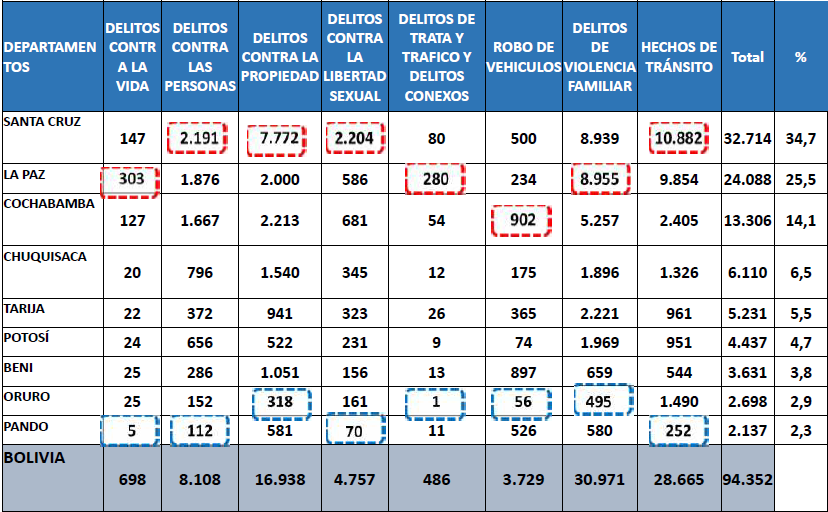 DEPARTAMENTOS DELITOS CONTRA LA VIDA DELITOS CONTRA LAS PERSONAS DELITOS CONTRA LA PROPIEDAD DELITOS CONTRA LA LIBERTAD SEXUAL DELITOS DE TRATA Y TRAFICO Y DELITOS CONEXOS ROBO DE VEHICULOS DELITOS DE VIOLENCIA FAMILIAR HECHOS DE TRÁNSITO Total %
SANTA CRUZ 147 2.191 7.772 2.204 80 500 8.939 10.882 32.714 34,7
LA PAZ 303 1.876 2.000 586 280 234 8.955 9.854 24.088 25,5
COCHABAMBA 127 1.667 2.213 681 54 902 5.257 2.405 13.306 14,1
CHUQUISACA 20 796 1.540 345 12 175 1.896 1.326 6.110 6,5
TARIJA 22 372 941 323 26 365 2.221 961 5.231 5,5
POTOSÍ 24 656 522 231 9 74 1.969 951 4.437 4,7
BENI 25 286 1.051 156 13 897 659 544 3.631 3,8
ORURO 25 152 318 161 1 56 495 1.490 2.698 2,9
PANDO 5 112 581 70 11 526 580 252 2.137 2,3
BOLIVIA 698 8.108 16.938 4.757 486 3.729 30.971 28.665 94.352